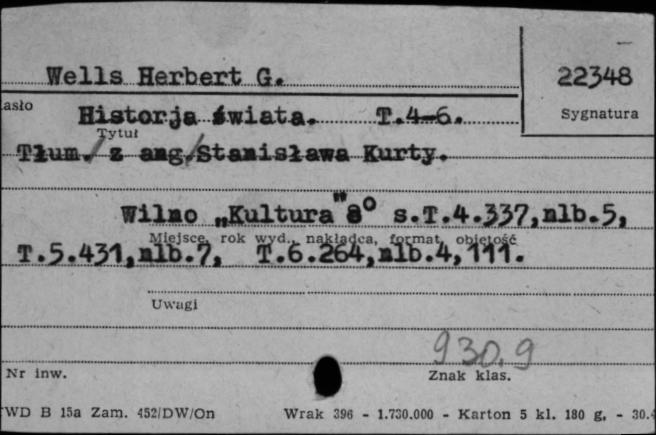 Wells Herbert G.
22348
asło
Historja świata. T.4-6.
Sygnatura
Tytuł
Tłum./z ang/Stanisława Kurty.
Wilno „Kultura" 8° s.T.4.337,nlb.5,
Miejsce, rok wyd., nakładca, format, objętość
T.5.431,nlb.7, T.6.264,nlb.4,111.
Uwagi
930.9
Nr inw.
Znak klas.
WD B 15a Zam. 452/DW/On Wrak 396 - 1.730.000 - Karton 5 kl. 180 g. - 30.4